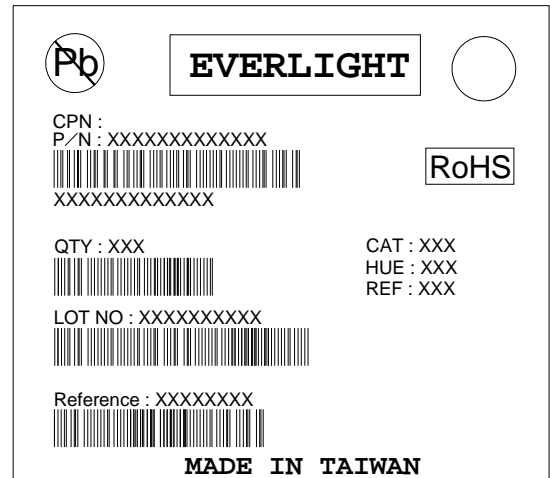 Pb
EVERLIGHT
CPN :
P/N : XXXXXXXXXXXXX
RoHS
XXXXXXXXXXXXX
QTY : XXX
CAT : XXX
HUE : XXX
REF : XXX
LOT NO : XXXXXXXXXX
Reference : XXXXXXXX
MADE IN TAIWAN